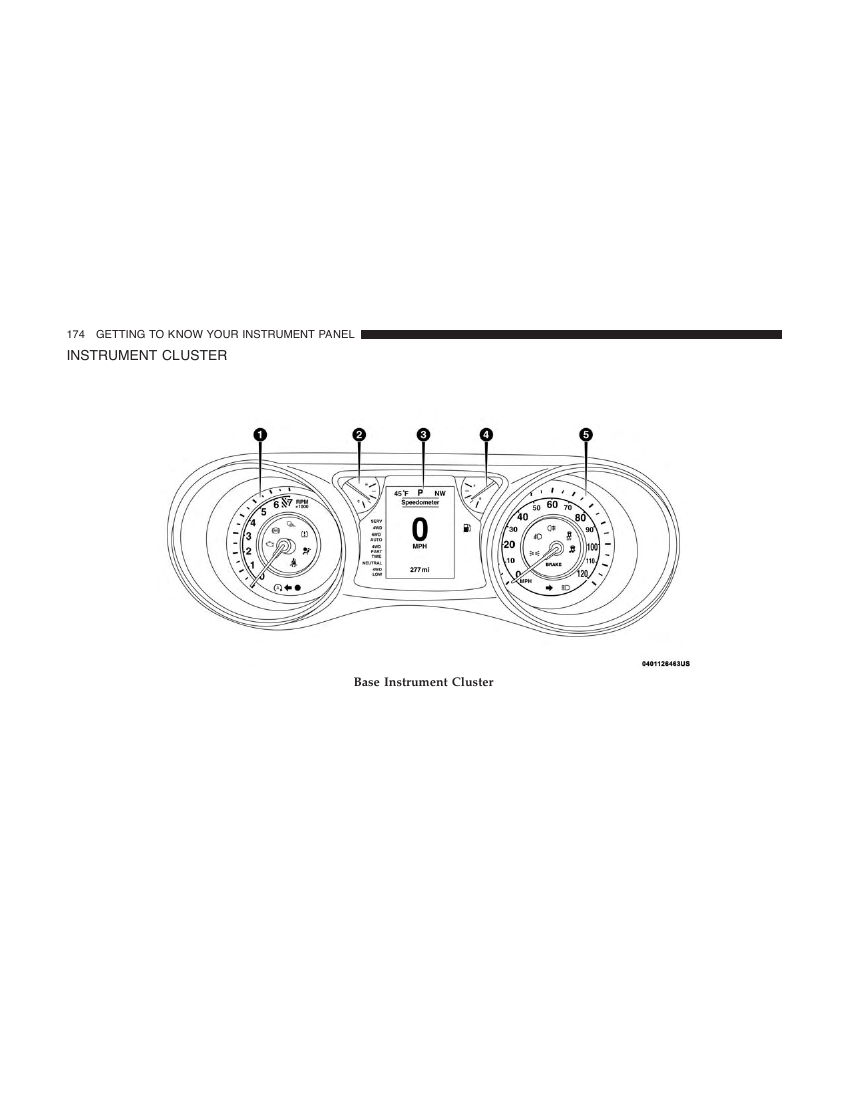 174 GETTING TO KNOW YOUR INSTRUMENT PANEL
INSTRUMENT CLUSTER
1 2 3 4 5
45°F P NW
Speedometer
0
MPH
277 mi
SERV
4WD
4WD
AUTO
4WD
PART
TIME
NEUTRAL
4WD
LOW
0 1 2 3 4 5 6
RPM
x1000
0 10 20 30 40 50 60 70 80 90 100 110 120
MPH
BRAKE
0401126463US
Base Instrument Cluster